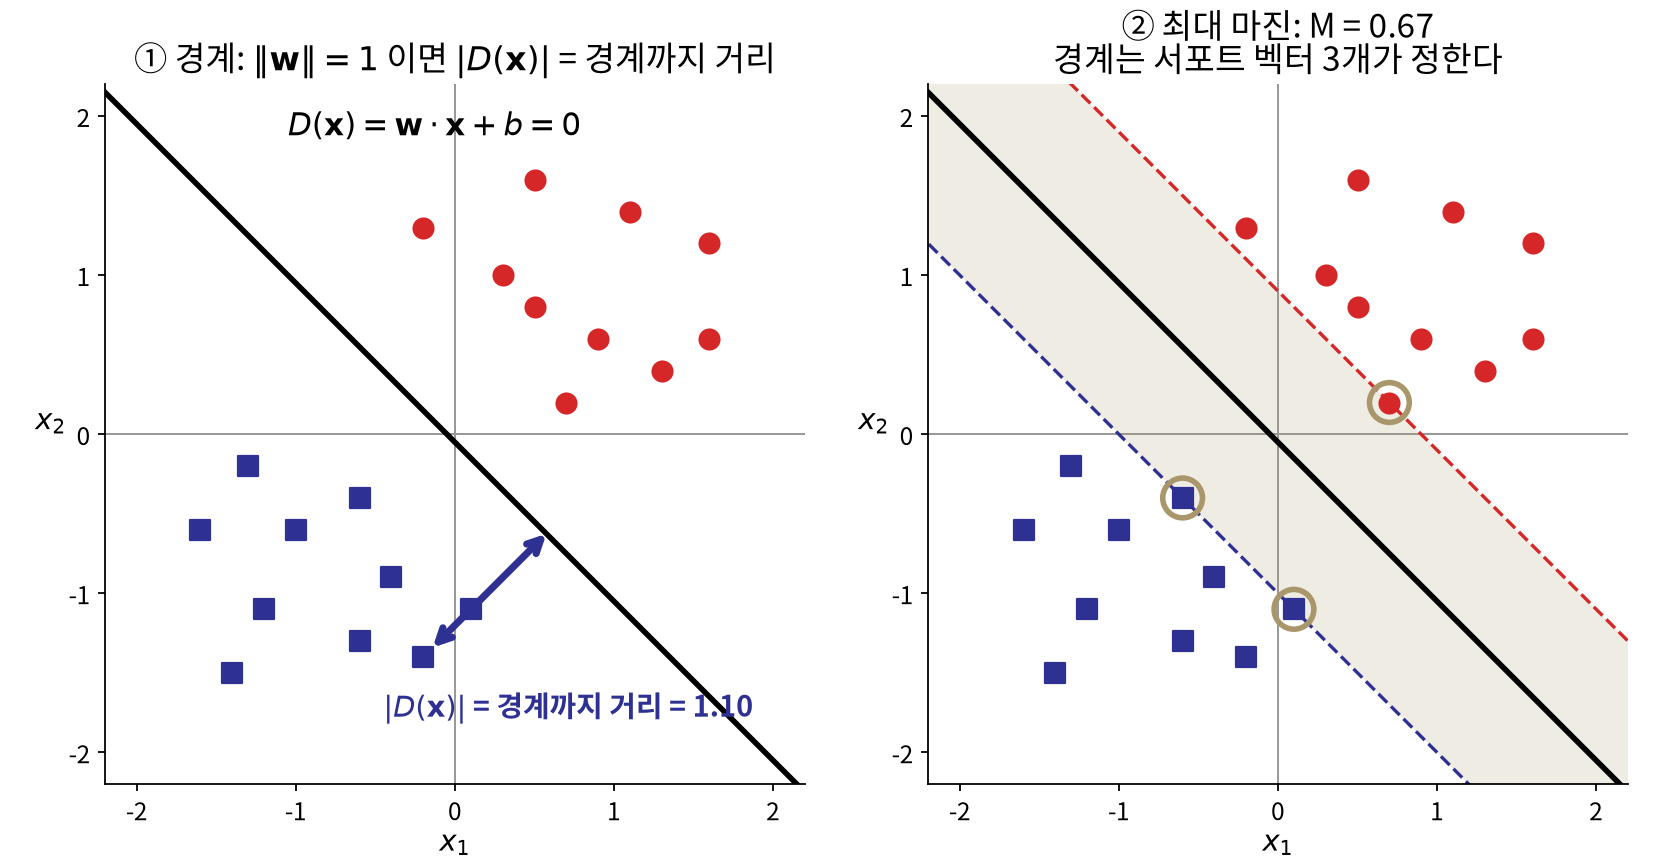 ① 경계: ‖w‖ = 1 이면 |D(x)| = 경계까지 거리
D(x) = w · x + b = 0
2
1
0
-1
-2
x₂
|D(x)| = 경계까지 거리 = 1.10
-2
-1
0
1
2
x₁
② 최대 마진: M = 0.67
경계는 서포트 벡터 3개가 정한다
2
1
0
-1
-2
x₂
-2
-1
0
1
2
x₁